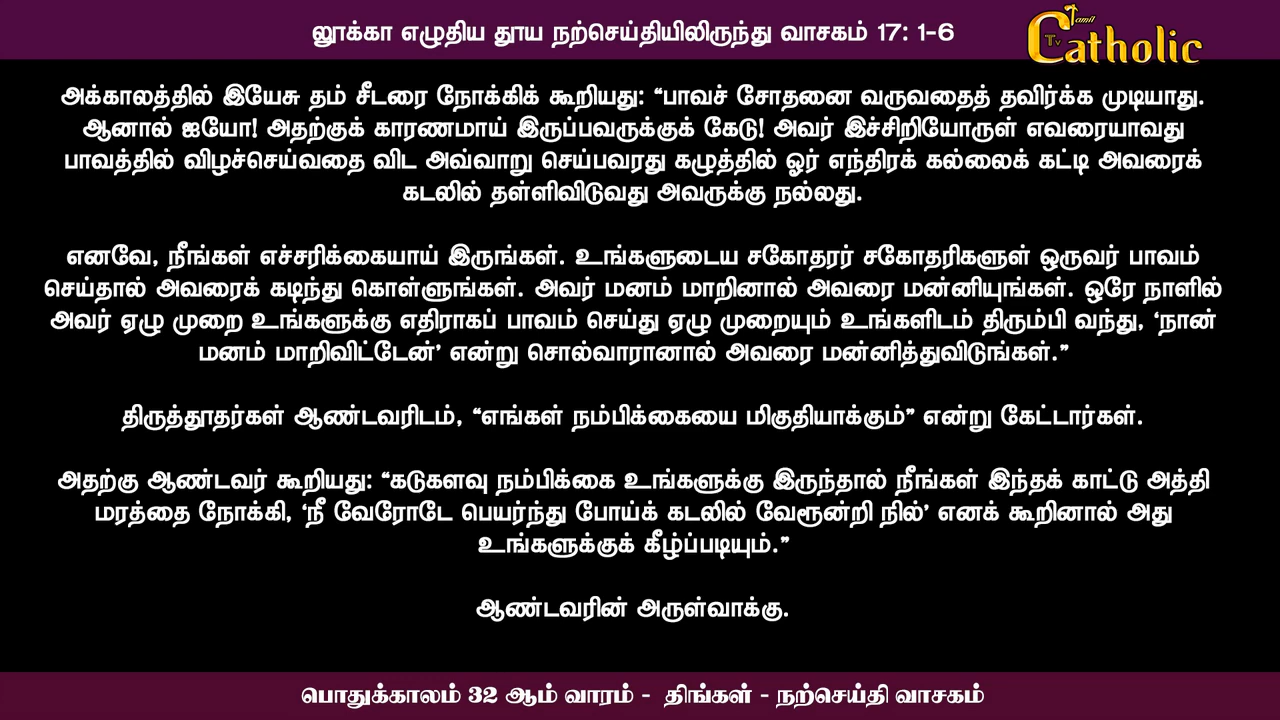 லூக்கா எழுதிய தூய நற்செய்தியிலிருந்து வாசகம் 17: 1-6
Tamil
Catholic
Tv
அக்காலத்தில் இயேசு தம் சீடரை நோக்கிக் கூறியது: “பாவச் சோதனை வருவதைத் தவிர்க்க முடியாது.
ஆனால் ஐயோ! அதற்குக் காரணமாய் இருப்பவருக்குக் கேடு! அவர் இச்சிறியோருள் எவரையாவது
பாவத்தில் விழச்செய்வதை விட அவ்வாறு செய்பவரது கழுத்தில் ஓர் எந்திரக் கல்லைக் கட்டி அவரைக்
கடலில் தள்ளிவிடுவது அவருக்கு நல்லது.
எனவே, நீங்கள் எச்சரிக்கையாய் இருங்கள். உங்களுடைய சகோதரர் சகோதரிகளுள் ஒருவர் பாவம்
செய்தால் அவரைக் கடிந்து கொள்ளுங்கள். அவர் மனம் மாறினால் அவரை மன்னியுங்கள். ஒரே நாளில்
அவர் ஏழு முறை உங்களுக்கு எதிராகப் பாவம் செய்து ஏழு முறையும் உங்களிடம் திரும்பி வந்து, ‘நான்
மனம் மாறிவிட்டேன்’ என்று சொல்வாரானால் அவரை மன்னித்துவிடுங்கள்.”
திருத்தூதர்கள் ஆண்டவரிடம், “எங்கள் நம்பிக்கையை மிகுதியாக்கும்” என்று கேட்டார்கள்.
அதற்கு ஆண்டவர் கூறியது: “கடுகளவு நம்பிக்கை உங்களுக்கு இருந்தால் நீங்கள் இந்தக் காட்டு அத்தி
மரத்தை நோக்கி, ‘நீ வேரோடே பெயர்ந்து போய்க் கடலில் வேரூன்றி நில்’ எனக் கூறினால் அது
உங்களுக்குக் கீழ்ப்படியும்.”
ஆண்டவரின் அருள்வாக்கு.
பொதுக்காலம் 32 ஆம் வாரம் - திங்கள் - நற்செய்தி வாசகம்